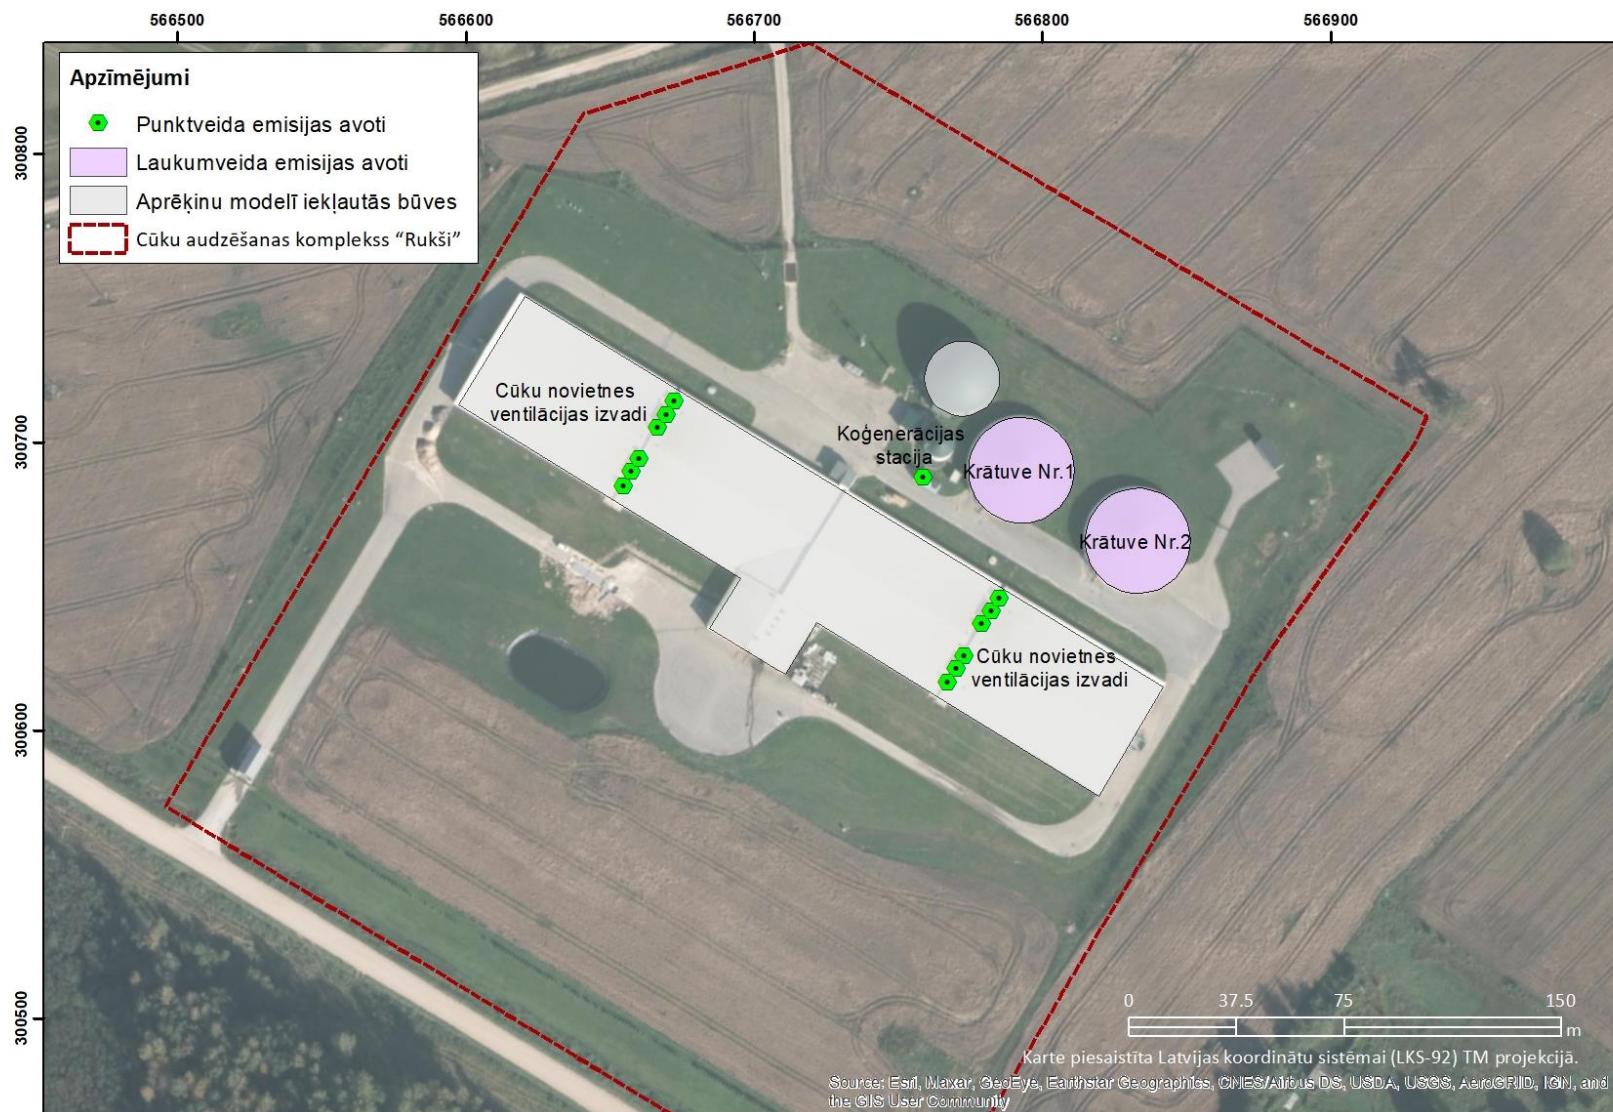 566500 566600 566700 566800 566900
Apzīmējumi
Punktveida emisijas avoti
Laukumveida emisijas avoti
Aprēķinu modelī iekļautās būves
Cūku audzēšanas komplekss “Rukši”
300800
300700
300600
300500
Cūku novietnes
ventilācijas izvadi
Koģenerācijas
stacija
Krātuve Nr.1
Krātuve Nr.2
Cūku novietnes
ventilācijas izvadi
0 37.5 75 150
m
Karte piesaistīta Latvijas koordinātu sistēmai (LKS-92) TM projekcijā.
Source: Esri, Maxar, GeoEye, Earthstar Geographics, CNES/Airbus DS, USDA, USGS, AeroGRID, IGN, and
the GIS User Community